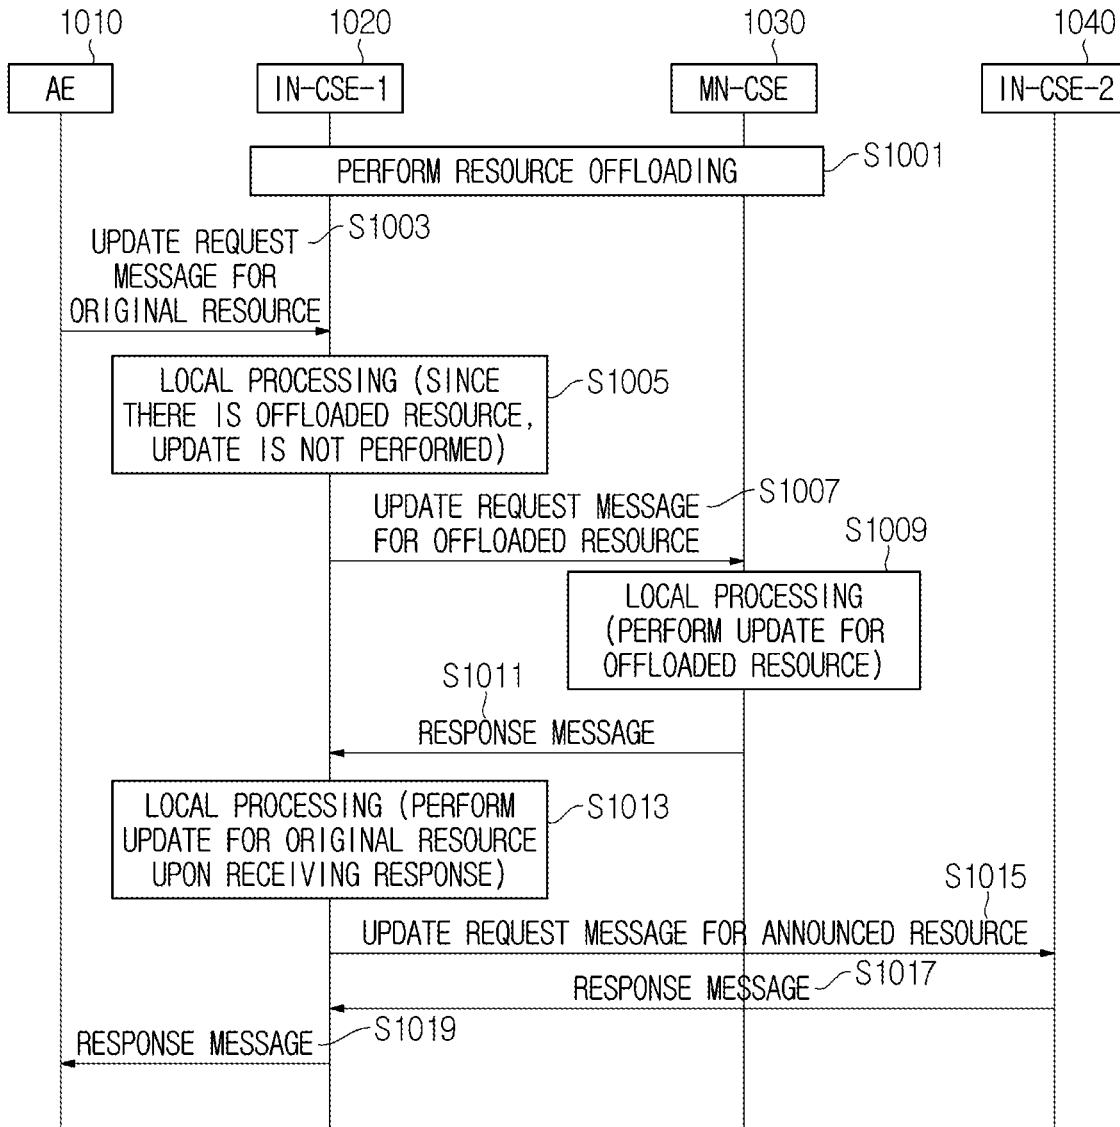 1010
1020
1030
1040
AE
IN-CSE-1
MN-CSE
IN-CSE-2
PERFORM RESOURCE OFFLOADING
S1001
UPDATE REQUEST
MESSAGE FOR
ORIGINAL RESOURCE
S1003
LOCAL PROCESSING (SINCE
THERE IS OFFLOADED RESOURCE,
UPDATE IS NOT PERFORMED)
S1005
UPDATE REQUEST MESSAGE
FOR OFFLOADED RESOURCE
S1007
S1009
LOCAL PROCESSING
(PERFORM UPDATE FOR
OFFLOADED RESOURCE)
S1011
RESPONSE MESSAGE
LOCAL PROCESSING (PERFORM
UPDATE FOR ORIGINAL RESOURCE
UPON RECEIVING RESPONSE)
S1013
S1015
UPDATE REQUEST MESSAGE FOR ANNOUNCED RESOURCE
RESPONSE MESSAGE
S1017
RESPONSE MESSAGE
S1019